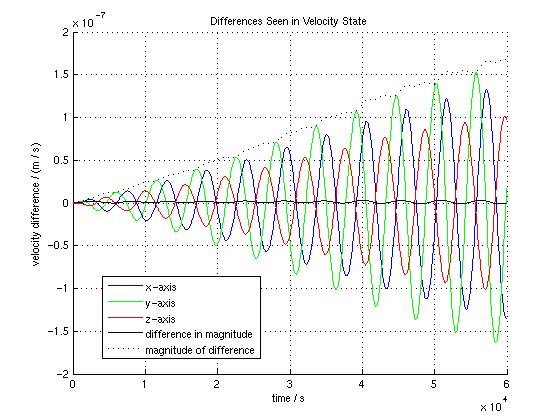 Differences Seen in Velocity State
× 10⁻⁷
2
1.5
1
0.5
0
−0.5
−1
−1.5
−2
velocity difference / (m / s)
x−axis
y−axis
z−axis
difference in magnitude
magnitude of difference
0 1 2 3 4 5 6
time / s
× 10⁴